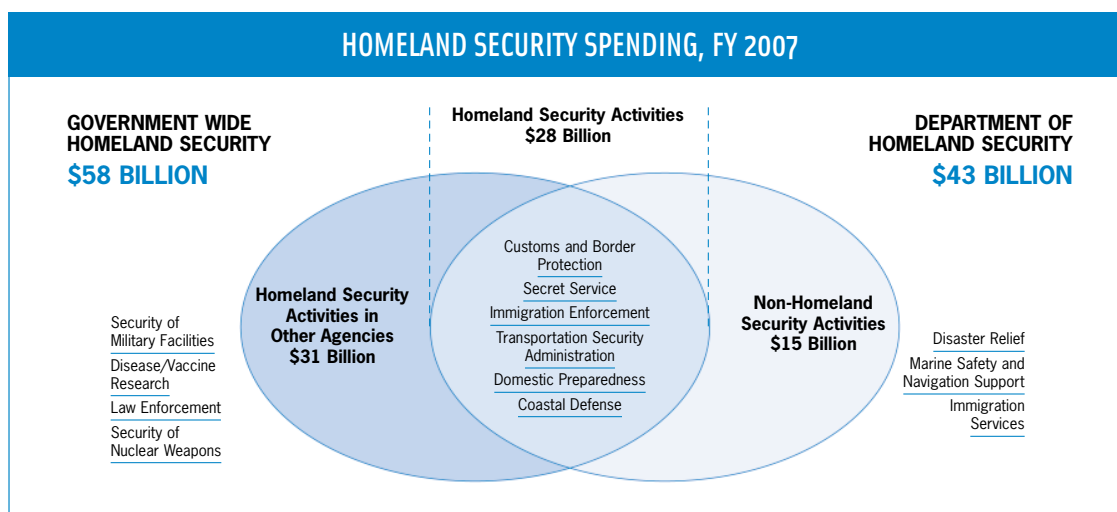 HOMELAND SECURITY SPENDING, FY 2007
GOVERNMENT WIDE
HOMELAND SECURITY
$58 BILLION
Homeland Security Activities
$28 Billion
DEPARTMENT OF
HOMELAND SECURITY
$43 BILLION
Security of
Military Facilities
Disease/Vaccine
Research
Law Enforcement
Security of
Nuclear Weapons
Homeland Security
Activities in
Other Agencies
$31 Billion
Customs and Border
Protection
Secret Service
Immigration Enforcement
Transportation Security
Administration
Domestic Preparedness
Coastal Defense
Non-Homeland
Security Activities
$15 Billion
Disaster Relief
Marine Safety and
Navigation Support
Immigration
Services